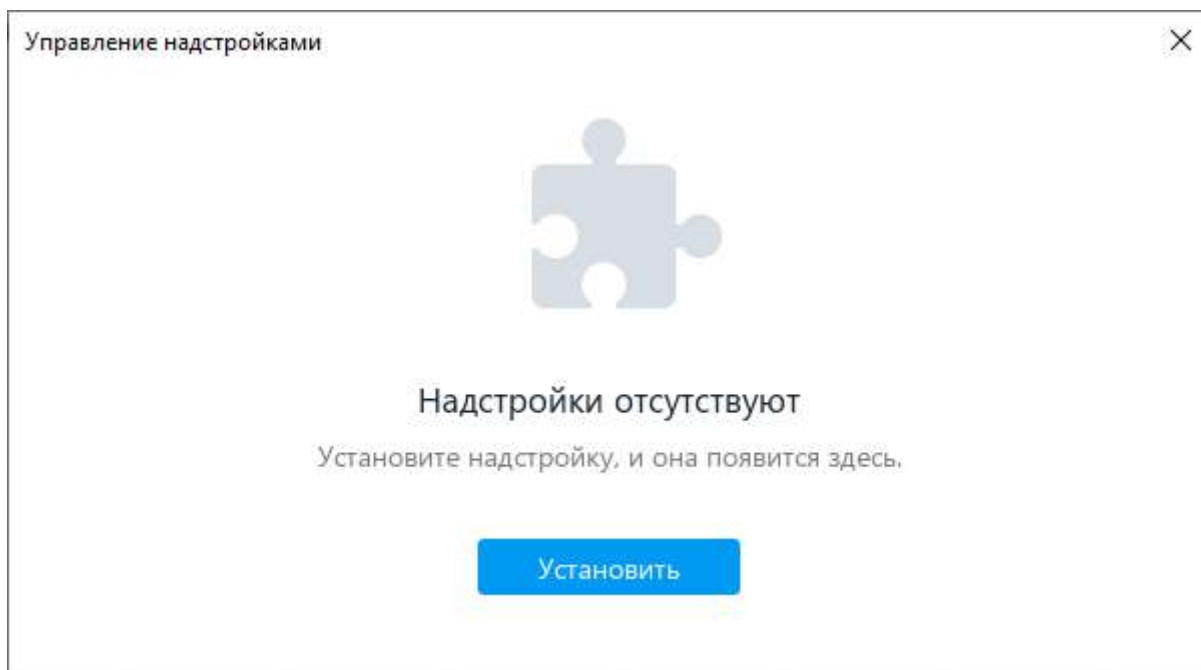 Управление надстройками
Надстройки отсутствуют
Установите надстройку, и она появится здесь.
Установить